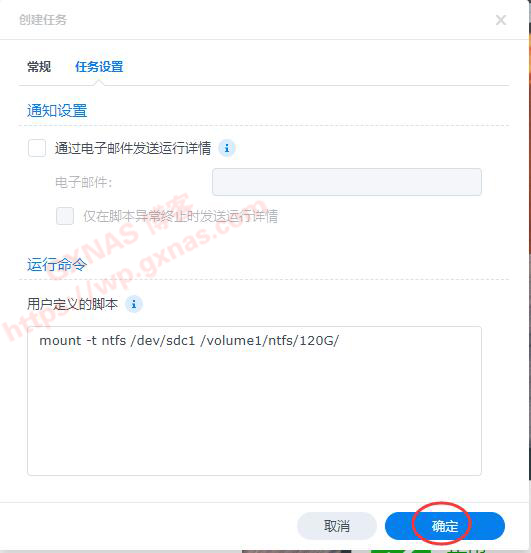 创建任务
常规 任务设置
通知设置
通过电子邮件发送运行详情
电子邮件:
仅在脚本异常终止时发送运行详情
GXNAS 博客
https://wp.gxnas.com
运行命令
用户定义的脚本
mount -t ntfs /dev/sdc1 /volume1/ntfs/120G/
取消 确定